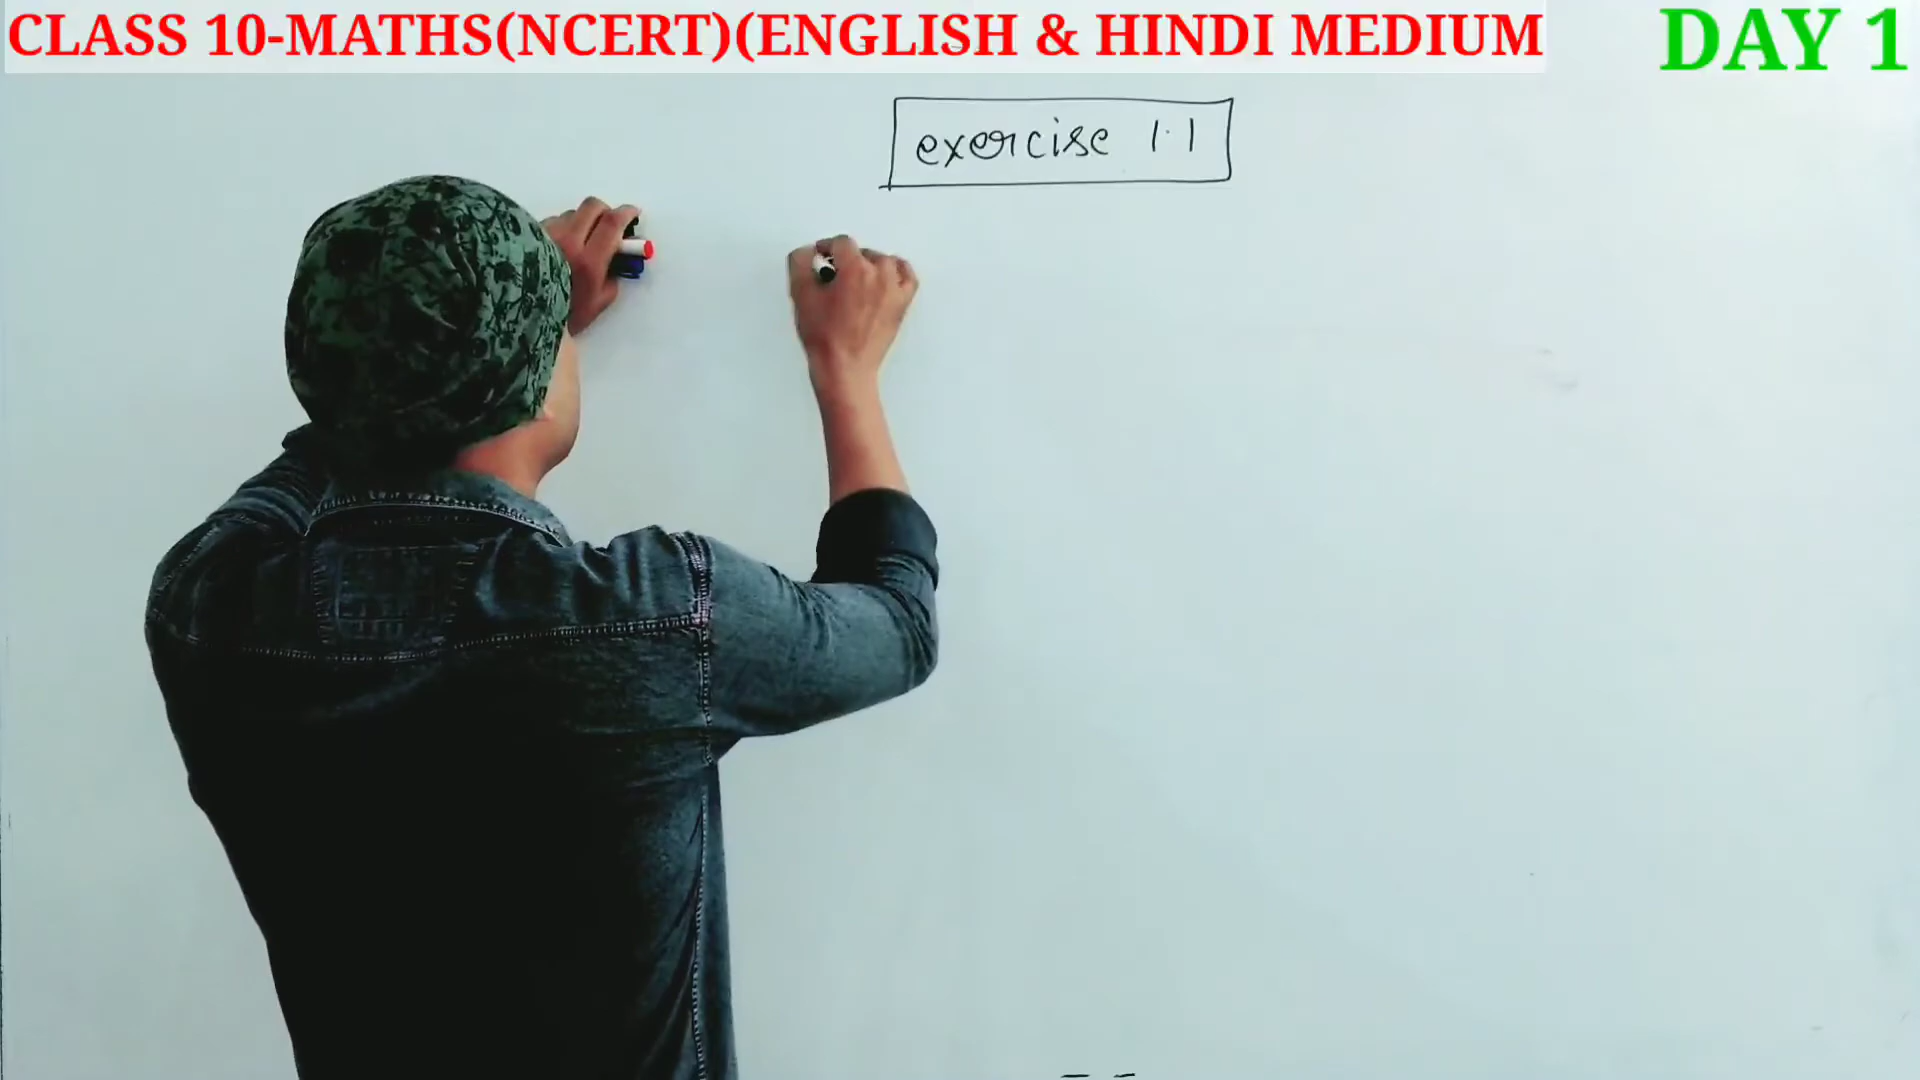 CLASS 10-MATHS(NCERT)(ENGLISH & HINDI MEDIUM
DAY 1
exercise 1.1